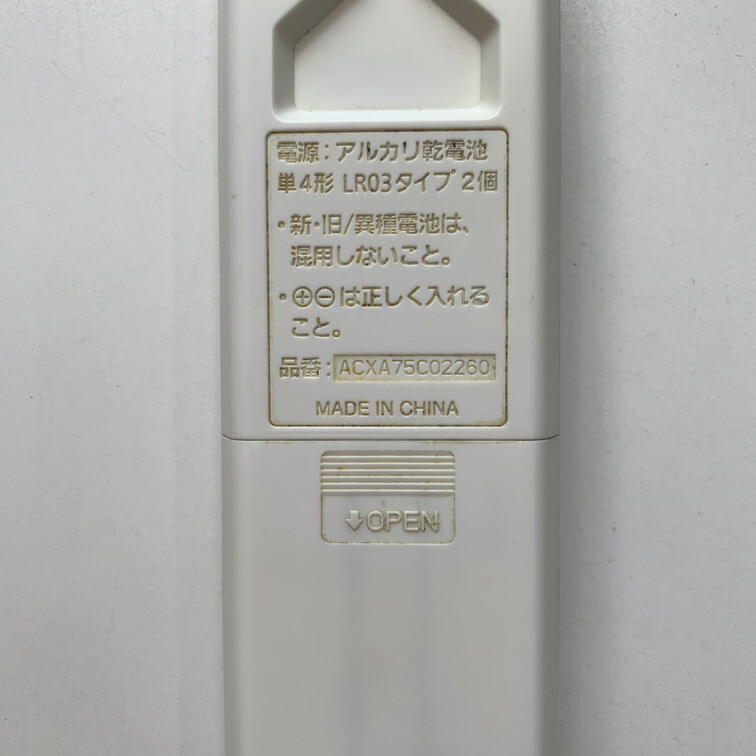 電源:アルカリ乾電池
単4形 LR03タイプ 2個
・新・旧/異種電池は、
混用しないこと。
・⊕⊖は正しく入れる
こと。
品番:ACXA75C02260
MADE IN CHINA
⇩OPEN